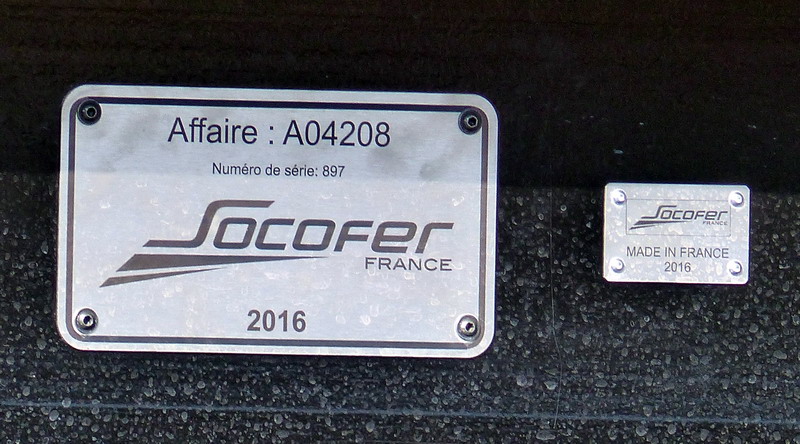 Affaire : A04208
Numéro de série: 897
Socofer
FRANCE
2016
Socofer
FRANCE
MADE IN FRANCE
2016